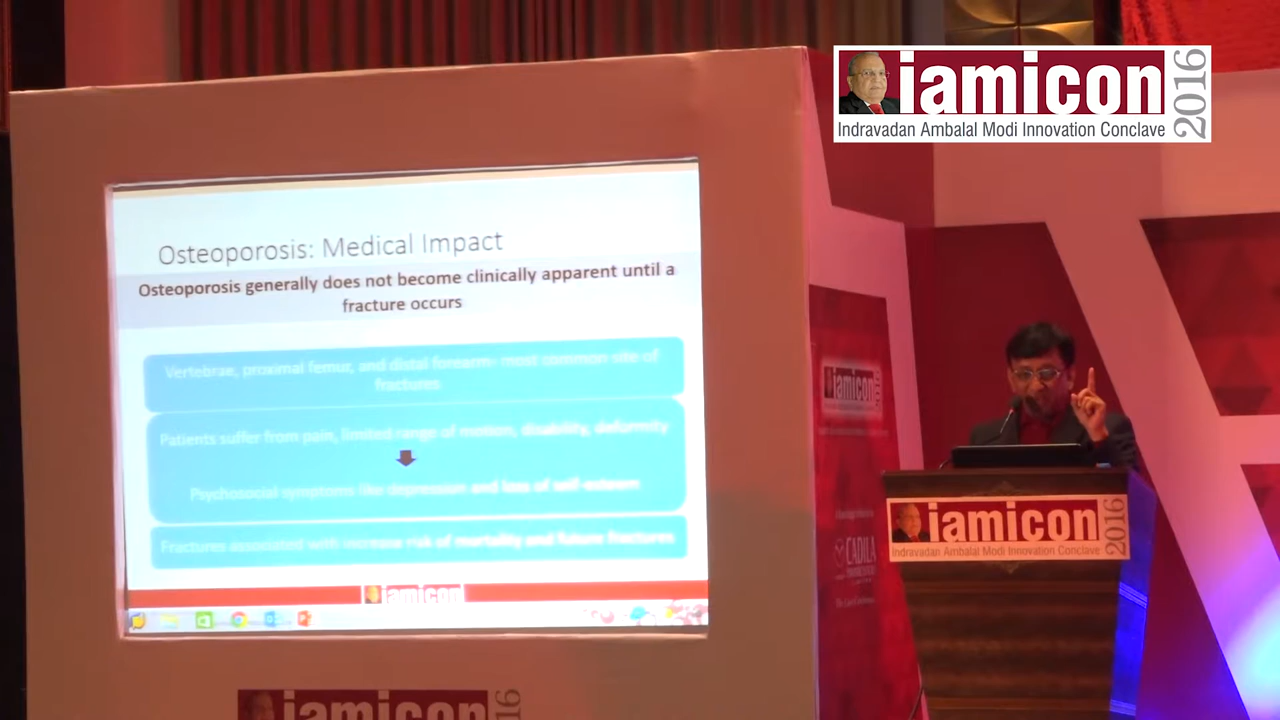 iamicon 2016
Indravadan Ambalal Modi Innovation Conclave
Osteoporosis: Medical Impact
Osteoporosis generally does not become clinically apparent until a
fracture occurs
Vertebrae, proximal femur, and distal forearm- most common site of
fractures
Patients suffer from pain, limited range of motion, disability, deformity
Psychosocial symptoms like depression and loss of self-esteem
Fractures associated with increase risk of mortality and future fractures
iamicon
iamicon
CADILA
iamicon 2016
Indravadan Ambalal Modi Innovation Conclave
iamicon 16